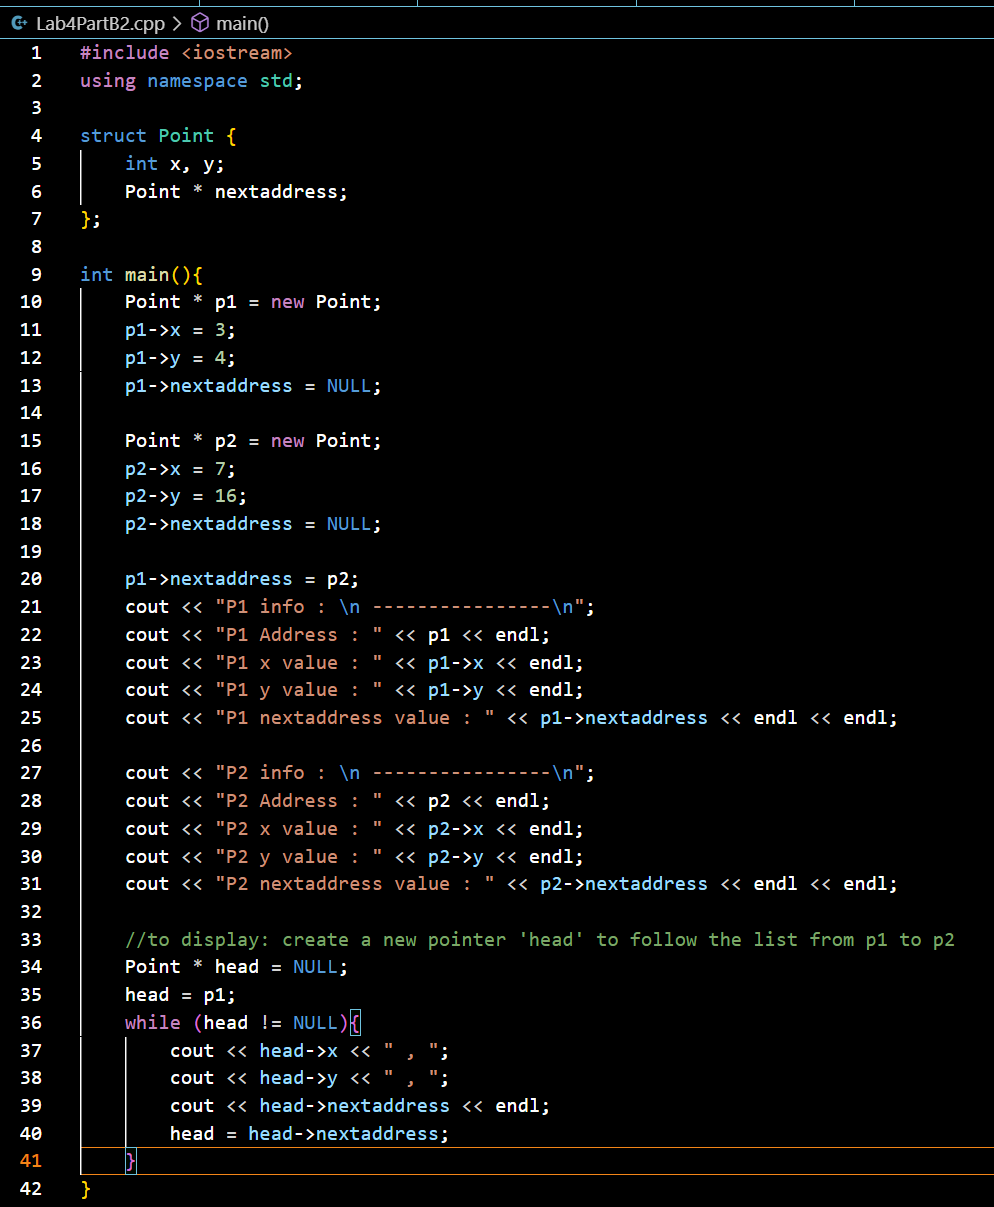 Lab4PartB2.cpp > main()
1 #include <iostream>
2 using namespace std;
3
4 struct Point {
5     int x, y;
6     Point * nextaddress;
7 };
8
9 int main(){
10     Point * p1 = new Point;
11     p1->x = 3;
12     p1->y = 4;
13     p1->nextaddress = NULL;
14
15     Point * p2 = new Point;
16     p2->x = 7;
17     p2->y = 16;
18     p2->nextaddress = NULL;
19
20     p1->nextaddress = p2;
21     cout << "P1 info : \n ----------------\n";
22     cout << "P1 Address : " << p1 << endl;
23     cout << "P1 x value : " << p1->x << endl;
24     cout << "P1 y value : " << p1->y << endl;
25     cout << "P1 nextaddress value : " << p1->nextaddress << endl << endl;
26
27     cout << "P2 info : \n ----------------\n";
28     cout << "P2 Address : " << p2 << endl;
29     cout << "P2 x value : " << p2->x << endl;
30     cout << "P2 y value : " << p2->y << endl;
31     cout << "P2 nextaddress value : " << p2->nextaddress << endl << endl;
32
33     //to display: create a new pointer 'head' to follow the list from p1 to p2
34     Point * head = NULL;
35     head = p1;
36     while (head != NULL){
37         cout << head->x << " , ";
38         cout << head->y << " , ";
39         cout << head->nextaddress << endl;
40         head = head->nextaddress;
41     }
42 }